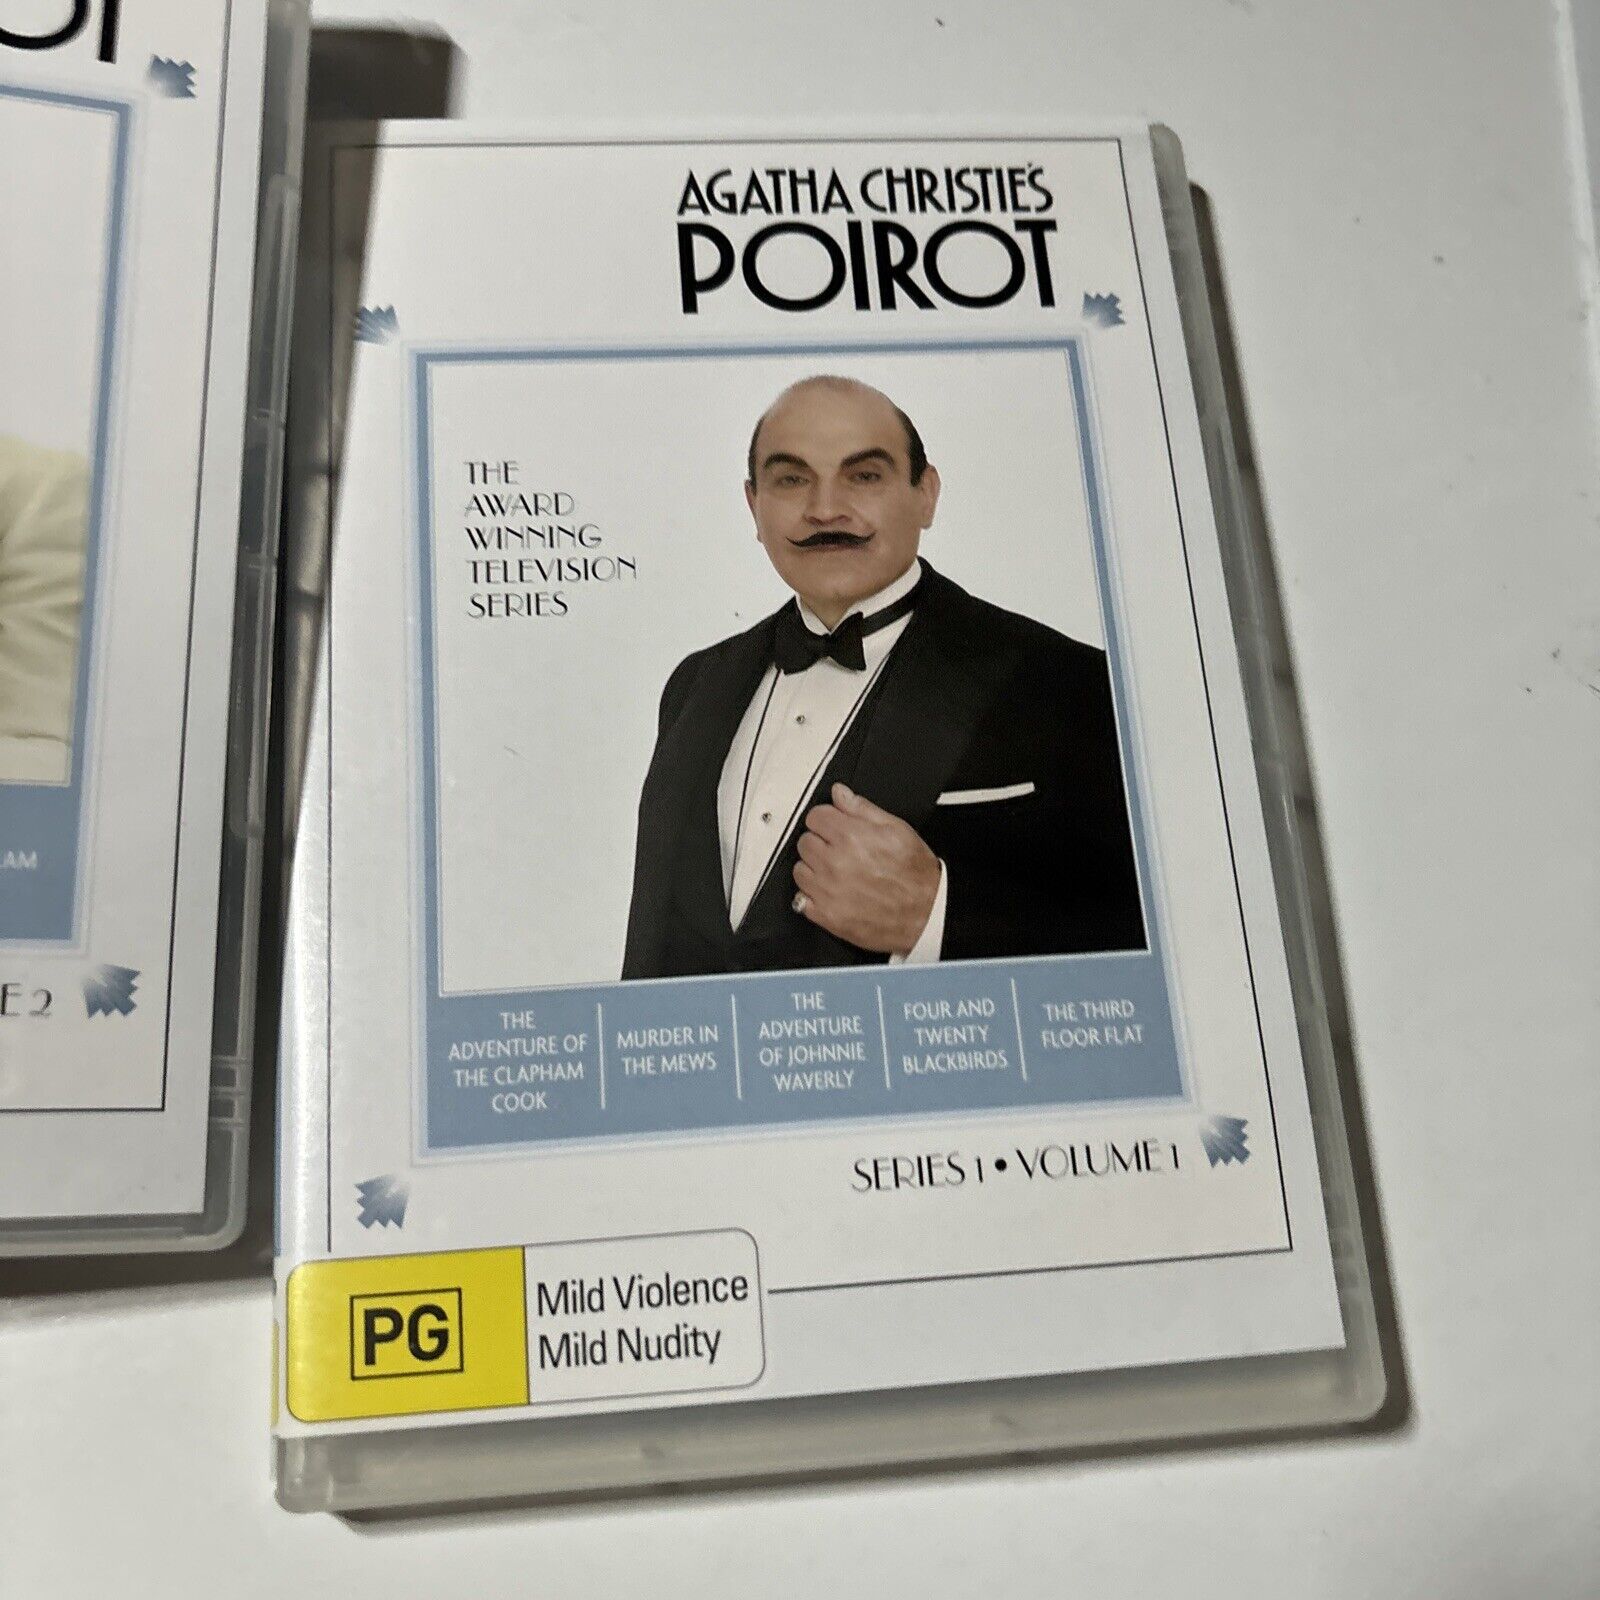 AGATHA CHRISTIE'S
POIROT
THE
AWARD
WINNING
TELEVISION
SERIES
THE
ADVENTURE OF
THE CLAPHAM
COOK
MURDER IN
THE MEWS
THE
ADVENTURE
OF JOHNNIE
WAVERLY
FOUR AND
TWENTY
BLACKBIRDS
THE THIRD
FLOOR FLAT
SERIES 1 • VOLUME 1
PG
Mild Violence
Mild Nudity
E 2